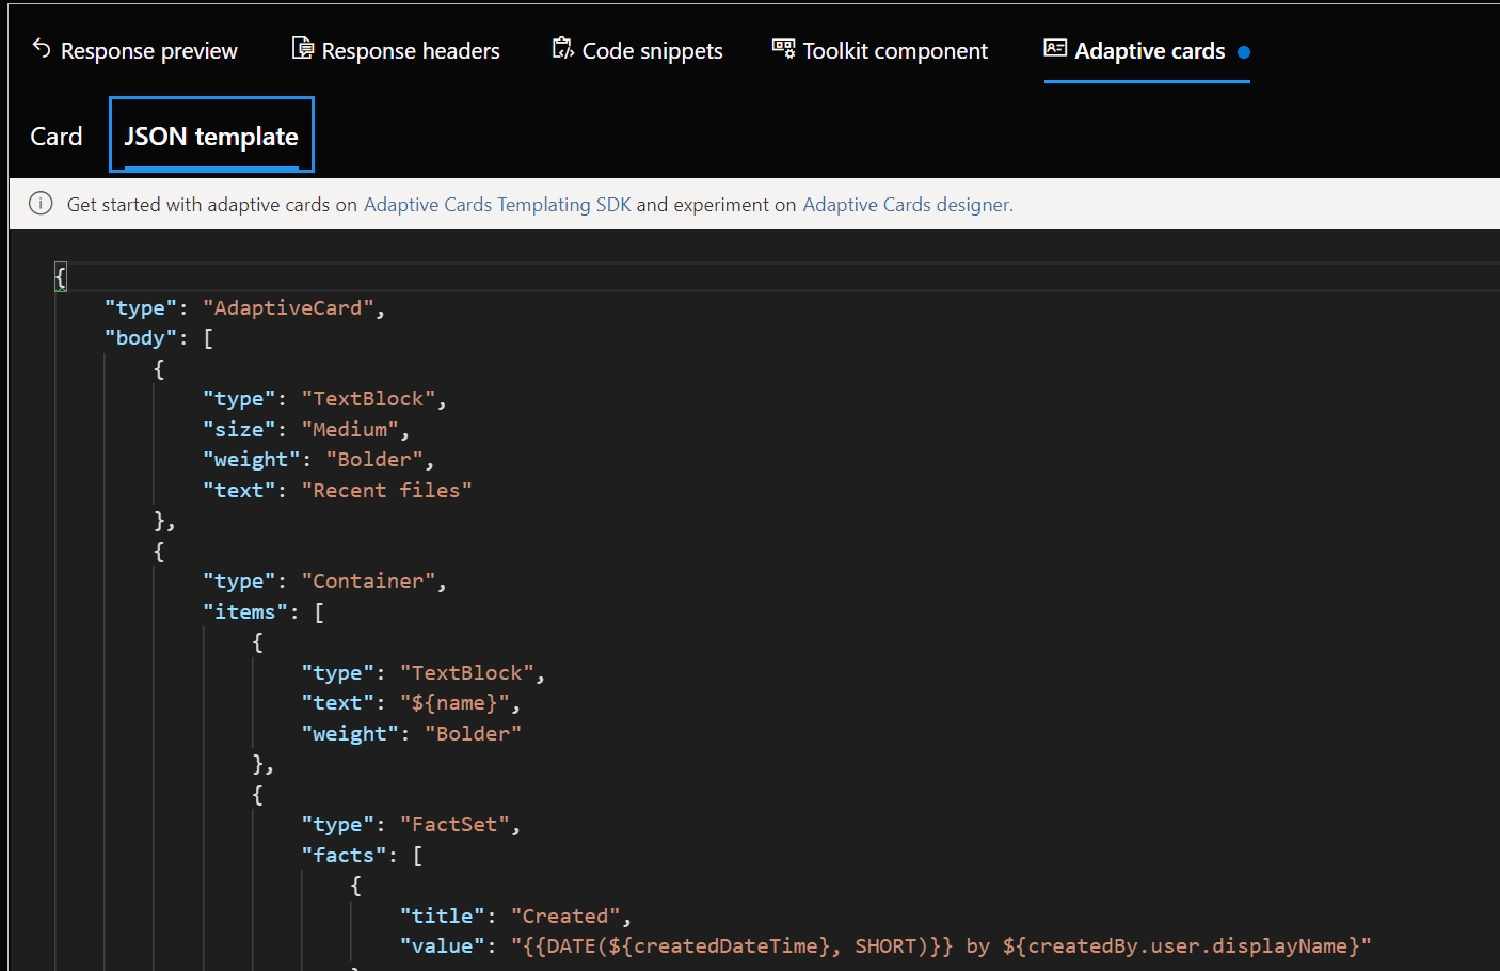 Response preview Response headers Code snippets Toolkit component Adaptive cards
Card JSON template
Get started with adaptive cards on Adaptive Cards Templating SDK and experiment on Adaptive Cards designer.
{
"type": "AdaptiveCard",
"body": [
{
"type": "TextBlock",
"size": "Medium",
"weight": "Bolder",
"text": "Recent files"
},
{
"type": "Container",
"items": [
{
"type": "TextBlock",
"text": "${name}",
"weight": "Bolder"
},
{
"type": "FactSet",
"facts": [
{
"title": "Created",
"value": "{{DATE(${createdDateTime}, SHORT)}} by ${createdBy.user.displayName}"